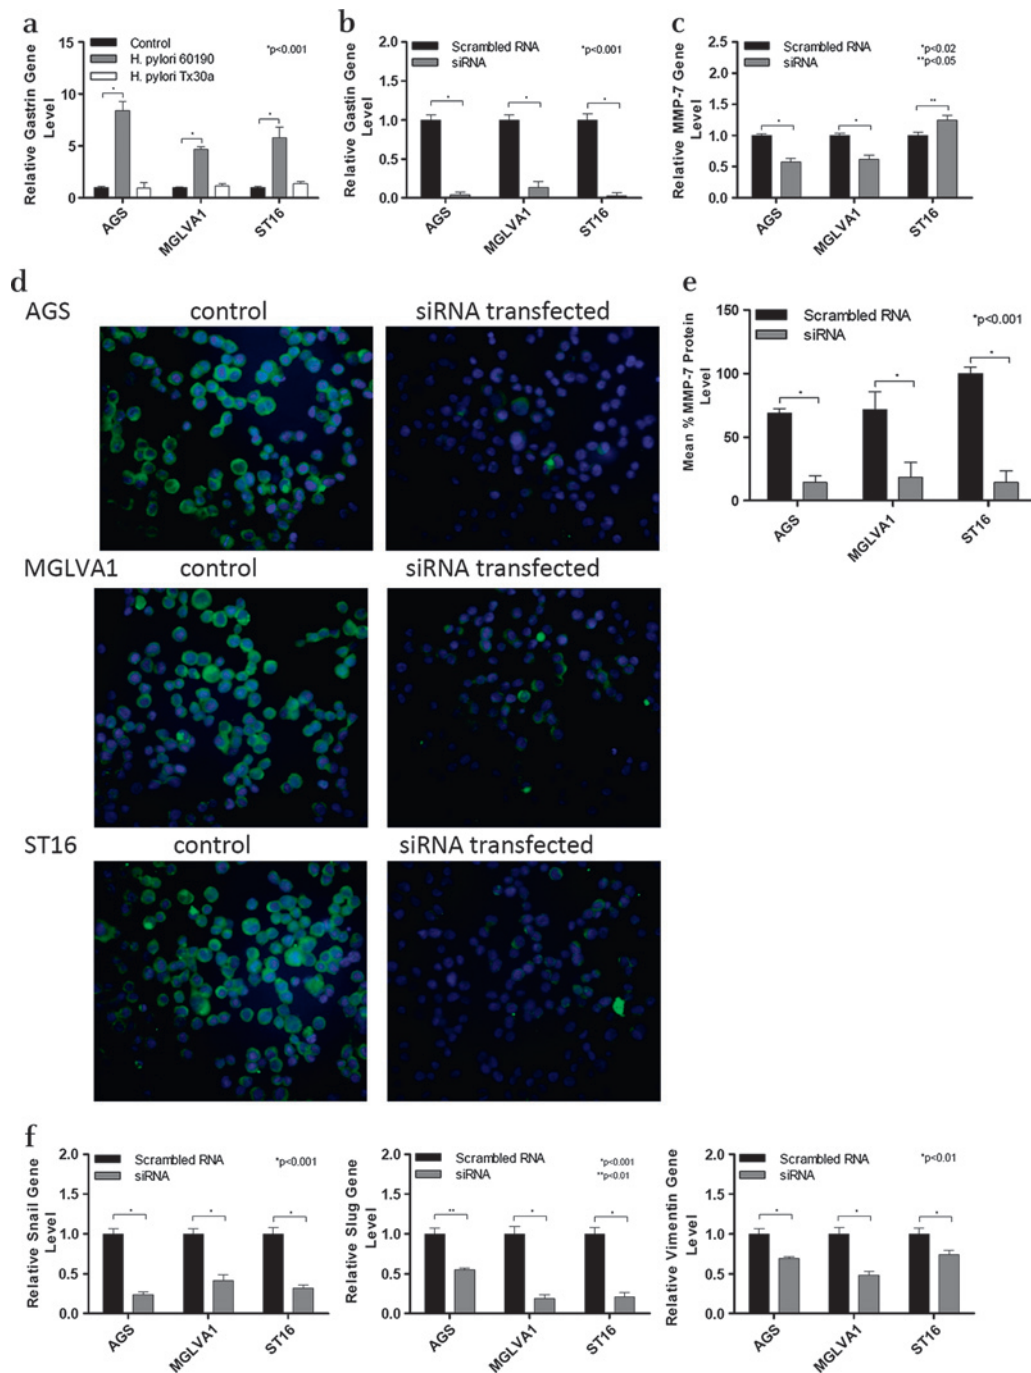 a
Relative Gastrin Gene Level
15
10
5
0
Control
H. pylori 60190
H. pylori Tx30a
*p<0.001
*
*
*
AGS
MGLVA1
ST16
b
Relative Gastin Gene Level
2.0
1.5
1.0
0.5
0.0
Scrambled RNA
siRNA
*p<0.001
*
*
*
AGS
MGLVA1
ST16
c
Relative MMP-7 Gene Level
2.5
2.0
1.5
1.0
0.5
0.0
Scrambled RNA
siRNA
*p<0.02
**p<0.05
*
*
**
AGS
MGLVA1
ST16
d
AGS control siRNA transfected
MGLVA1 control siRNA transfected
ST16 control siRNA transfected
e
Mean % MMP-7 Protein Level
150
100
50
0
Scrambled RNA
siRNA
*p<0.001
*
*
*
AGS
MGLVA1
ST16
f
Relative Snail Gene Level
2.0
1.5
1.0
0.5
0.0
Scrambled RNA
siRNA
*p<0.001
*
*
*
AGS
MGLVA1
ST16
Relative Slug Gene Level
2.0
1.5
1.0
0.5
0.0
Scrambled RNA
siRNA
*p<0.001
**p<0.01
**
*
*
AGS
MGLVA1
ST16
Relative Vimentin Gene Level
2.0
1.5
1.0
0.5
0.0
Scrambled RNA
siRNA
*p<0.01
*
*
*
AGS
MGLVA1
ST16